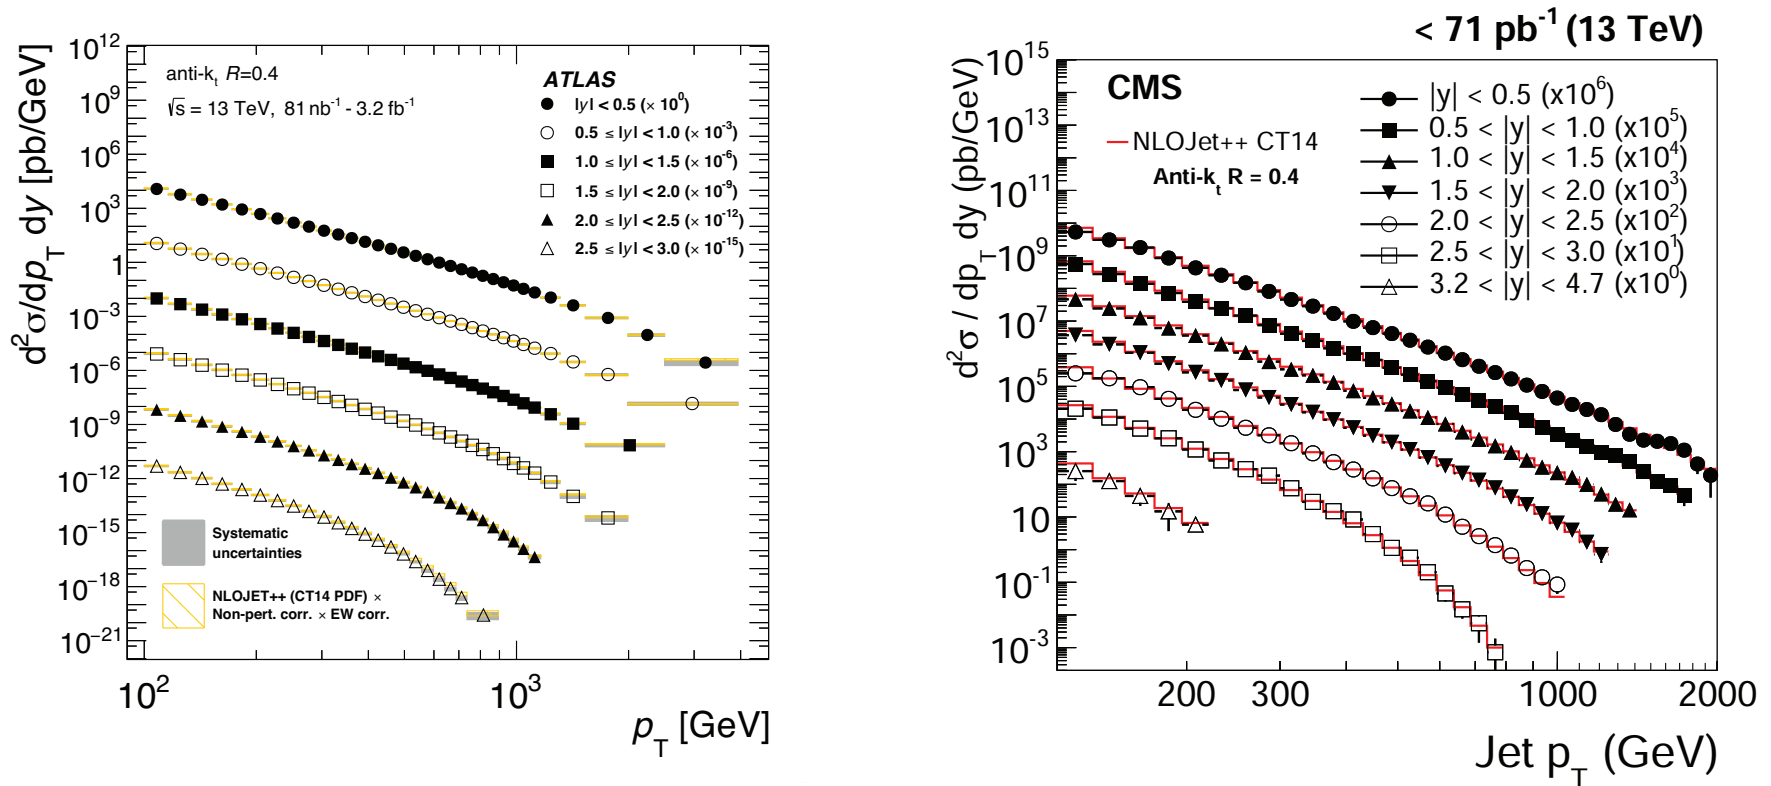 10^12
10^9
10^6
10^3
1
10^-3
10^-6
10^-9
10^-12
10^-15
10^-18
10^-21
d²σ/dp_T dy [pb/GeV]
anti-k_t R=0.4
√s = 13 TeV, 81 nb^-1 - 3.2 fb^-1
ATLAS
|y| < 0.5 (× 10^0)
0.5 ≤ |y| < 1.0 (× 10^-3)
1.0 ≤ |y| < 1.5 (× 10^-6)
1.5 ≤ |y| < 2.0 (× 10^-9)
2.0 ≤ |y| < 2.5 (× 10^-12)
2.5 ≤ |y| < 3.0 (× 10^-15)
Systematic
uncertainties
NLOJET++ (CT14 PDF) ×
Non-pert. corr. × EW corr.
10^2 10^3
p_T [GeV]
< 71 pb^-1 (13 TeV)
10^15
10^13
10^11
10^9
10^7
10^5
10^3
10
10^-1
10^-3
d²σ / dp_T dy (pb/GeV)
CMS
NLOJet++ CT14
Anti-k_t R = 0.4
|y| < 0.5 (x10^6)
0.5 < |y| < 1.0 (x10^5)
1.0 < |y| < 1.5 (x10^4)
1.5 < |y| < 2.0 (x10^3)
2.0 < |y| < 2.5 (x10^2)
2.5 < |y| < 3.0 (x10^1)
3.2 < |y| < 4.7 (x10^0)
200 300 1000 2000
Jet p_T (GeV)